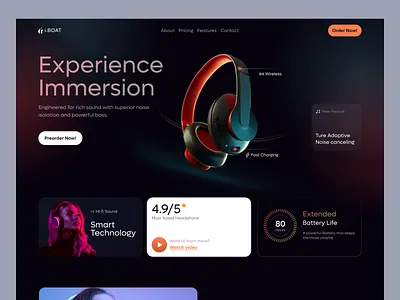 i.BOAT
About Pricing Features Contact
Order Now!
Experience
Immersion
Engineered for rich sound with superior noise
isolation and powerful bass.
Preorder Now!
Wireless
Fast Charging
New Feature
Ture Adaptive
Noise canceling
Hi-fi Sound
Smart
Technology
4.9/5
Most Rated Headphone
Want to learn more?
Watch video
80
Hours
Extended
Battery Life
A powerful Battery that keeps
the music playing